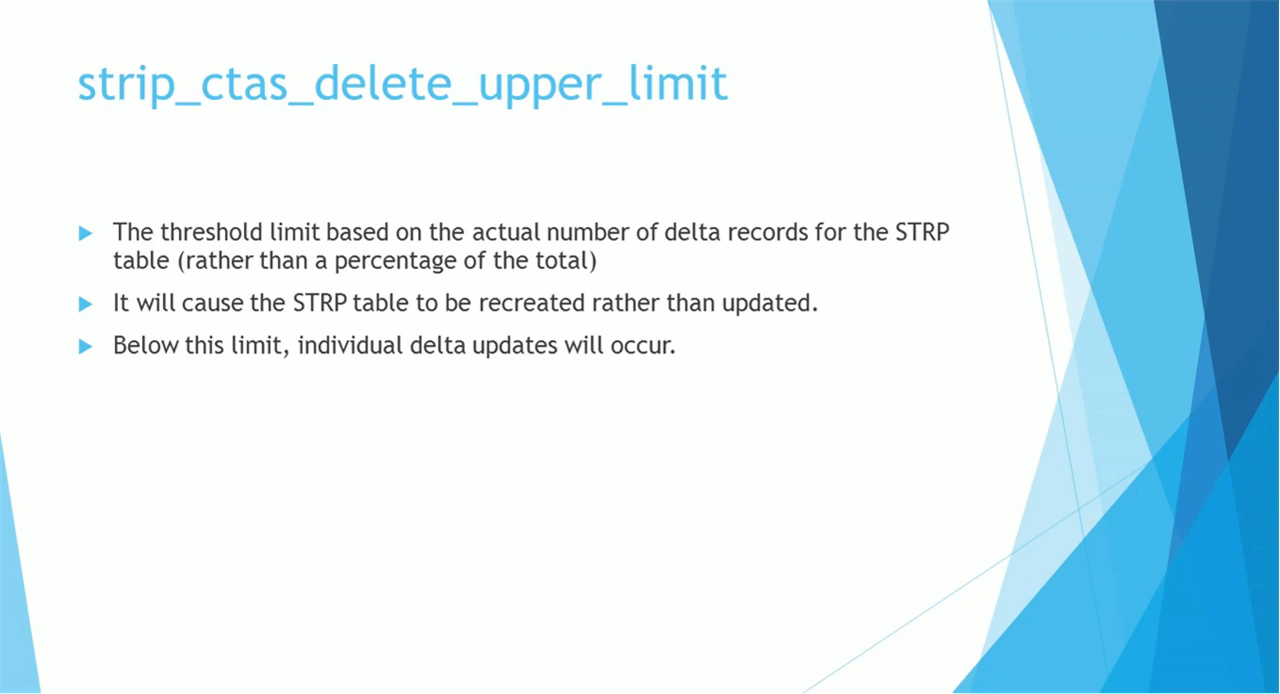 strip_ctas_delete_upper_limit
The threshold limit based on the actual number of delta records for the STRP
table (rather than a percentage of the total)
It will cause the STRP table to be recreated rather than updated.
Below this limit, individual delta updates will occur.